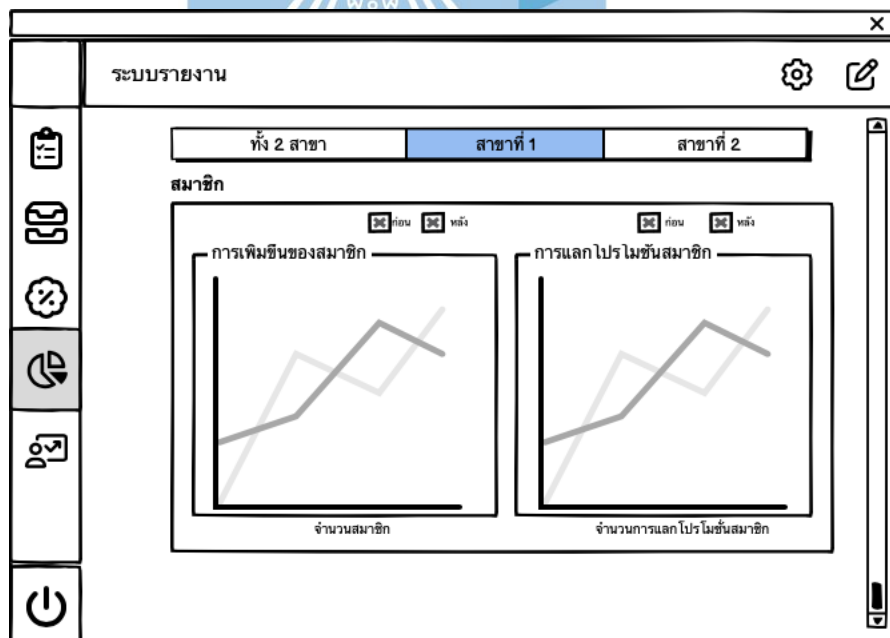 ระบบรายงาน
ทั้ง 2 สาขา สาขาที่ 1 สาขาที่ 2
สมาชิก
ก่อน หลัง ก่อน หลัง
การเพิ่มขึ้นของสมาชิก การแลกโปรโมชันสมาชิก
จำนวนสมาชิก จำนวนการแลกโปรโมชั่นสมาชิก